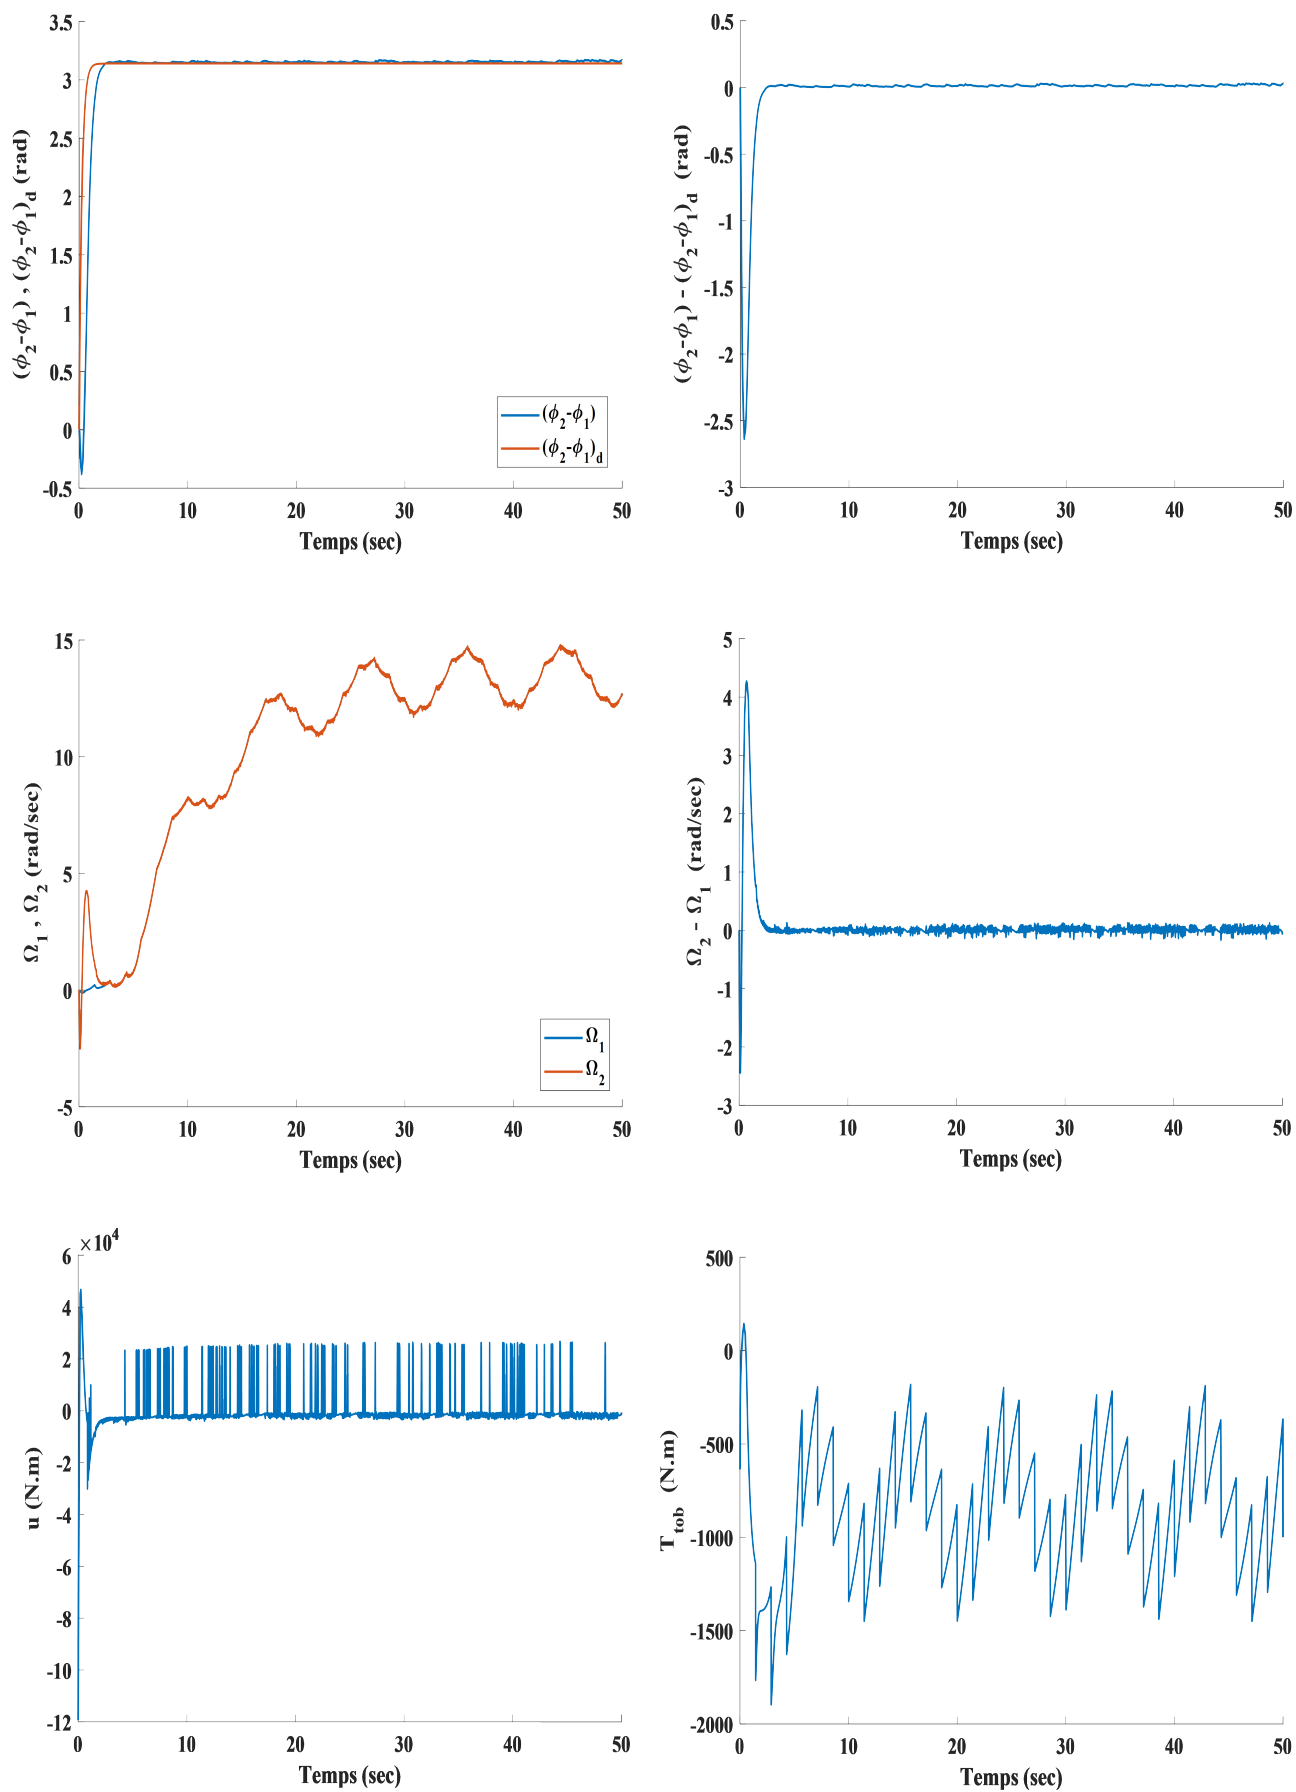 3.5
3
3.5
2
1.5
1
0.5
0
-0.5
0 10 20 30 40 50
Temps (sec)
(ϕ₂-ϕ₁) , (ϕ₂-ϕ₁)d (rad)
(ϕ₂-ϕ₁)
(ϕ₂-ϕ₁)d
0.5
0
-0.5
-1
-1.5
-2
-2.5
-3
0 10 20 30 40 50
Temps (sec)
(ϕ₂-ϕ₁) - (ϕ₂-ϕ₁)d (rad)
15
10
5
0
-5
0 10 20 30 40 50
Temps (sec)
Ω₁ , Ω₂ (rad/sec)
Ω₁
Ω₂
5
4
3
2
1
0
-1
-2
-3
0 10 20 30 40 50
Temps (sec)
Ω₂ - Ω₁ (rad/sec)
×10⁴
6
4
2
0
-2
-4
-6
-8
-10
-12
0 10 20 30 40 50
Temps (sec)
u (N.m)
500
0
-500
-1000
-1500
-2000
0 10 20 30 40 50
Temps (sec)
Ttob (N.m)